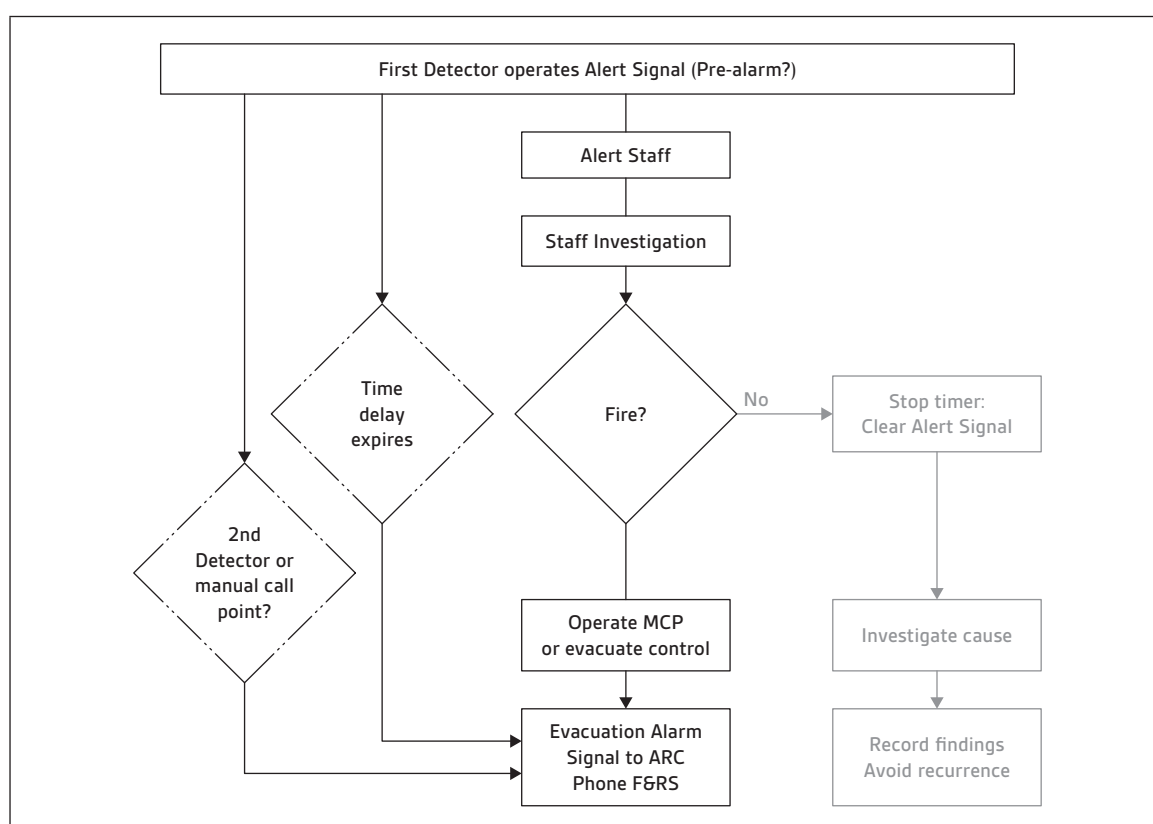 First Detector operates Alert Signal (Pre-alarm?)
Alert Staff
Staff Investigation
Time
delay
expires
Fire?
No
Stop timer:
Clear Alert Signal
2nd
Detector or
manual call
point?
Operate MCP
or evacuate control
Investigate cause
Evacuation Alarm
Signal to ARC
Phone F&RS
Record findings
Avoid recurrence